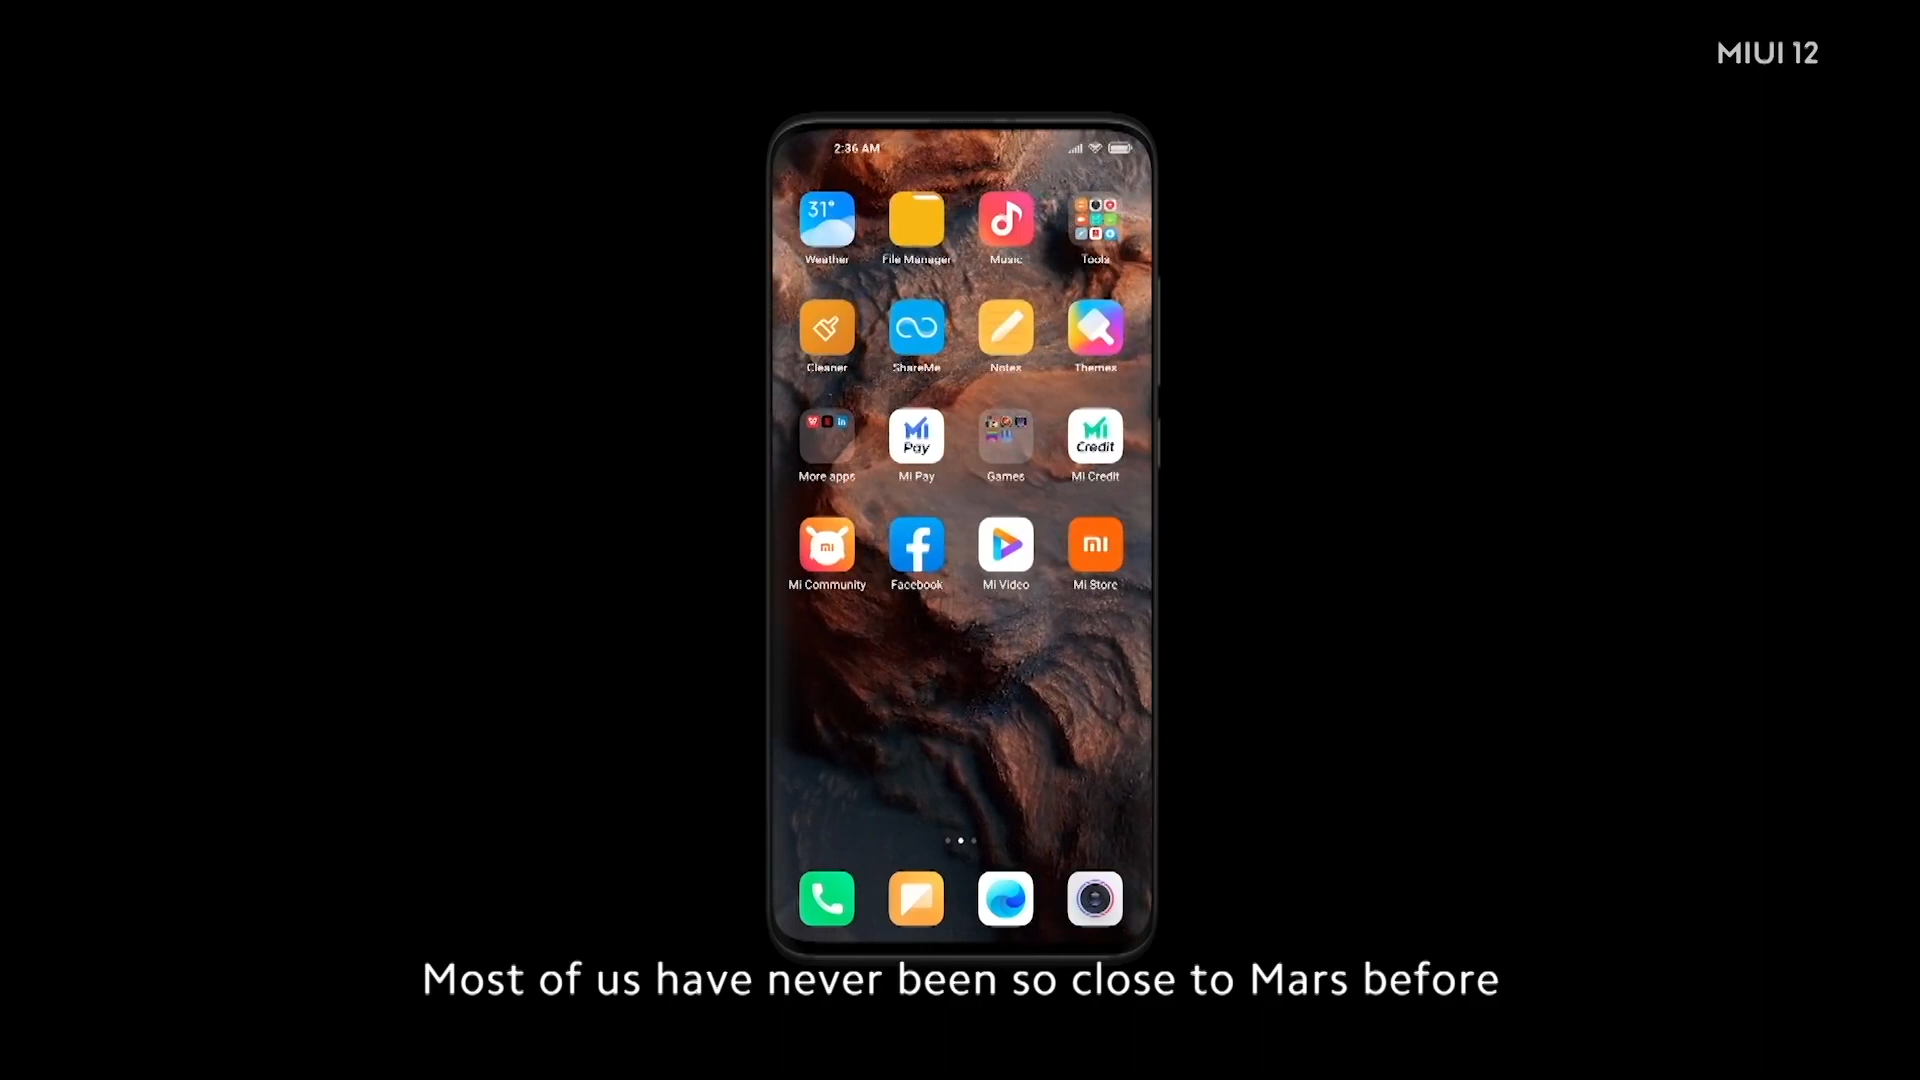 MIUI 12
2:36 AM
31°
Weather
File Manager
Music
Tools
Cleaner
ShareMe
Notes
Themes
in
Mi
Pay
Mi
Credit
More apps
Mi Pay
Games
Mi Credit
mi
f
mi
Mi Community
Facebook
Mi Video
Mi Store
Most of us have never been so close to Mars before